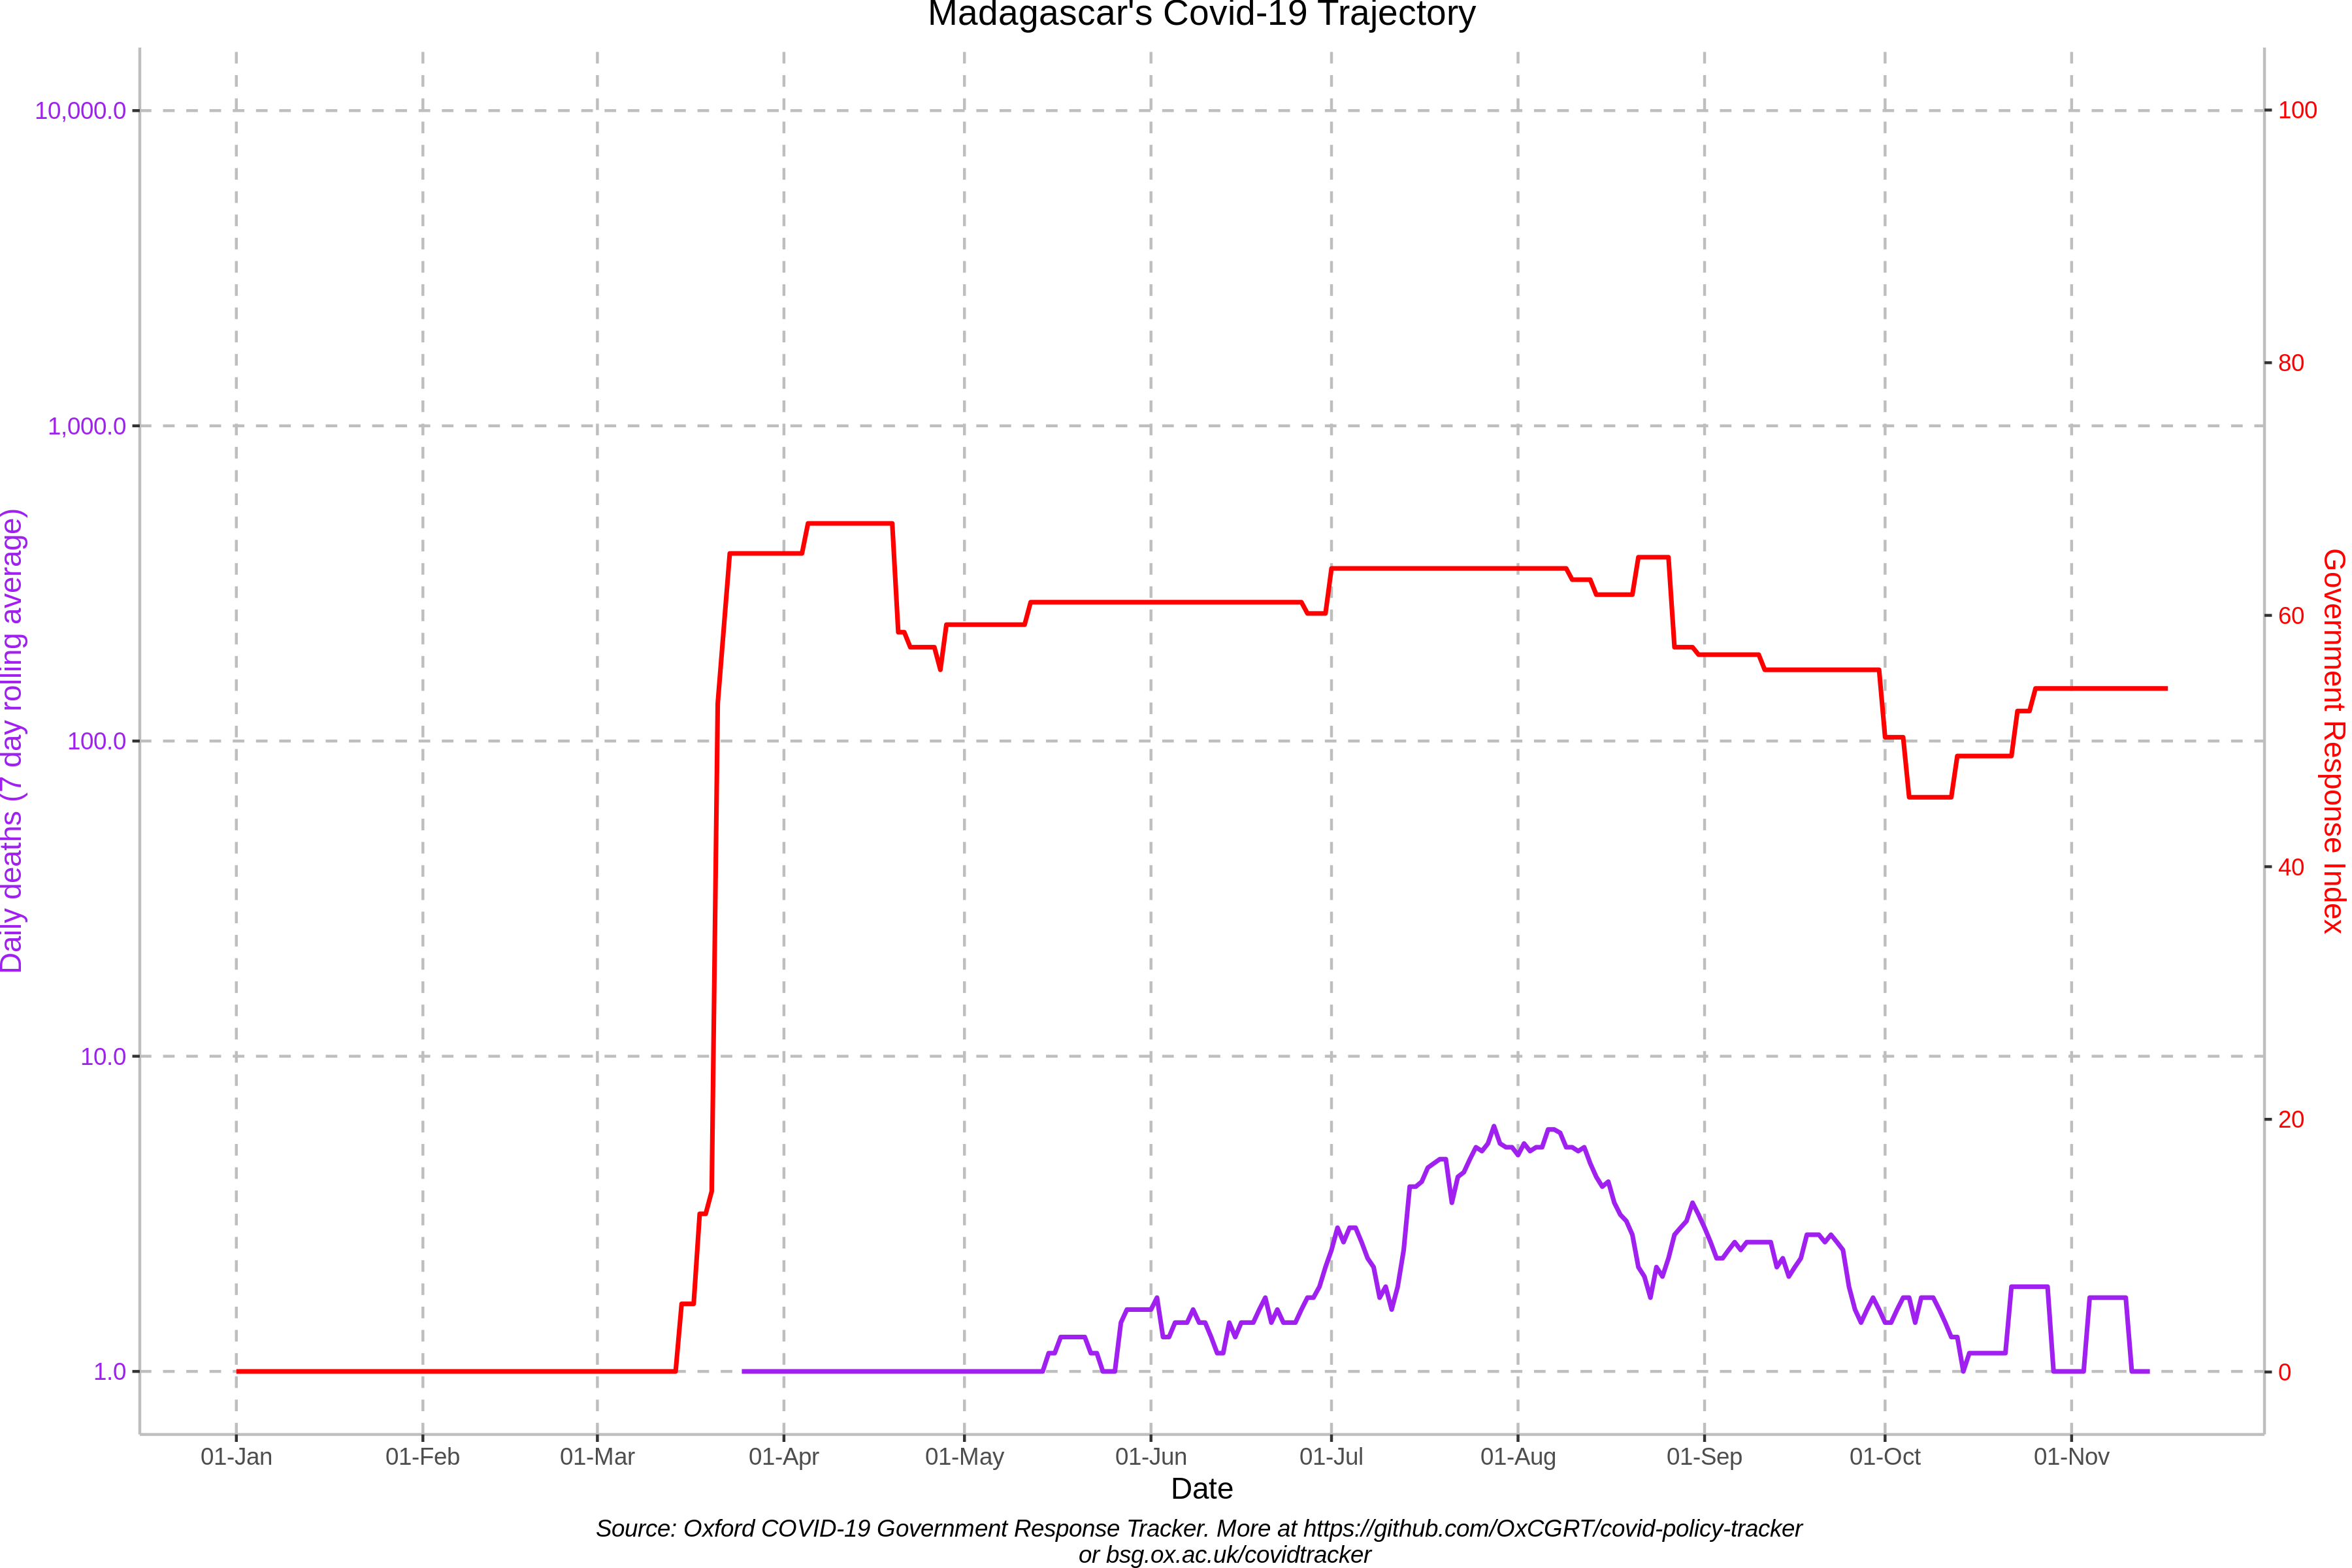 Madagascar's Covid-19 Trajectory
10,000.0
1,000.0
100.0
10.0
1.0
Daily deaths (7 day rolling average)
100
80
60
40
20
0
Government Response Index
01-Jan 01-Feb 01-Mar 01-Apr 01-May 01-Jun 01-Jul 01-Aug 01-Sep 01-Oct 01-Nov
Date
Source: Oxford COVID-19 Government Response Tracker. More at https://github.com/OxCGRT/covid-policy-tracker
or bsg.ox.ac.uk/covidtracker